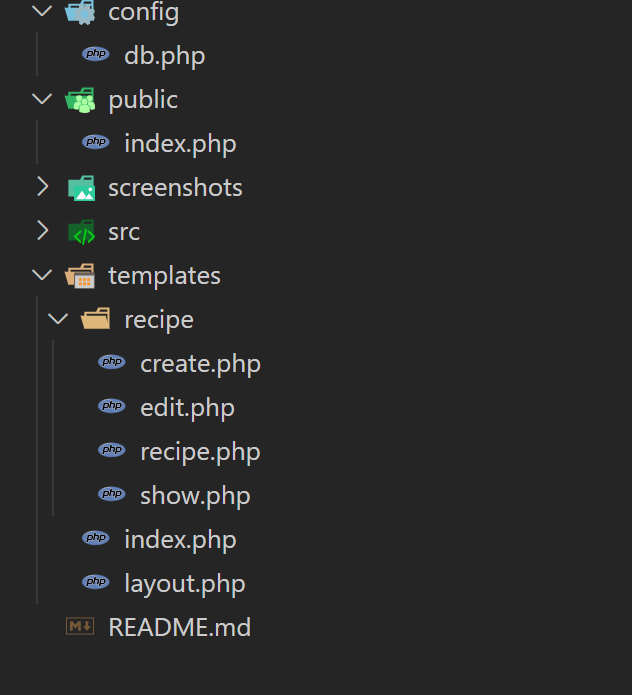 config
php db.php
public
php index.php
screenshots
src
templates
recipe
php create.php
php edit.php
php recipe.php
php show.php
php index.php
php layout.php
M↓ README.md